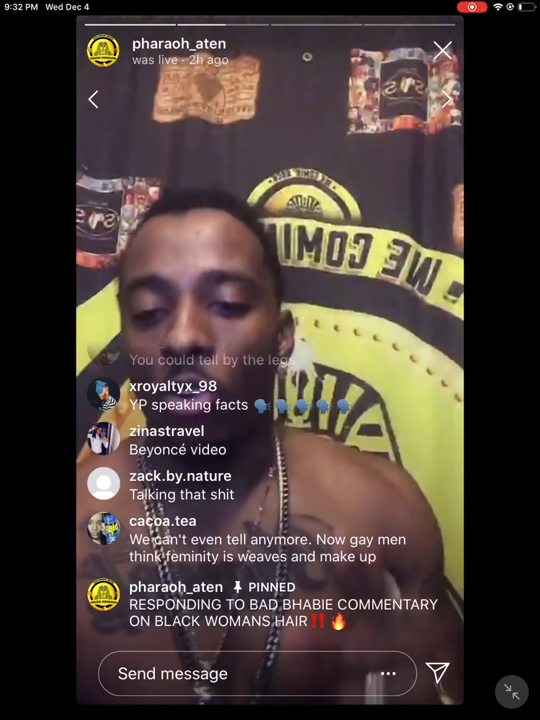 9:32 PM Wed Dec 4
pharaoh_aten
was live · 2h ago
WE COMIN
You could tell by the legs
xroyaltyx_98
YP speaking facts 🗣🗣🗣🗣🗣
zinastravel
Beyoncé video
zack.by.nature
Talking that shit
cacoa.tea
We can't even tell anymore. Now gay men
think feminity is weaves and make up
pharaoh_aten 📌 PINNED
RESPONDING TO BAD BHABIE COMMENTARY
ON BLACK WOMANS HAIR‼️🔥
Send message